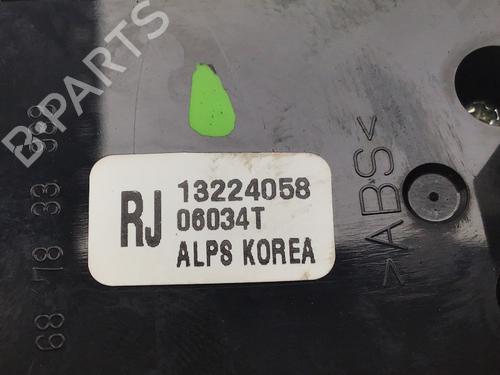 B-PARTS
RJ 13224058
06034T
ALPS KOREA
>ABS<